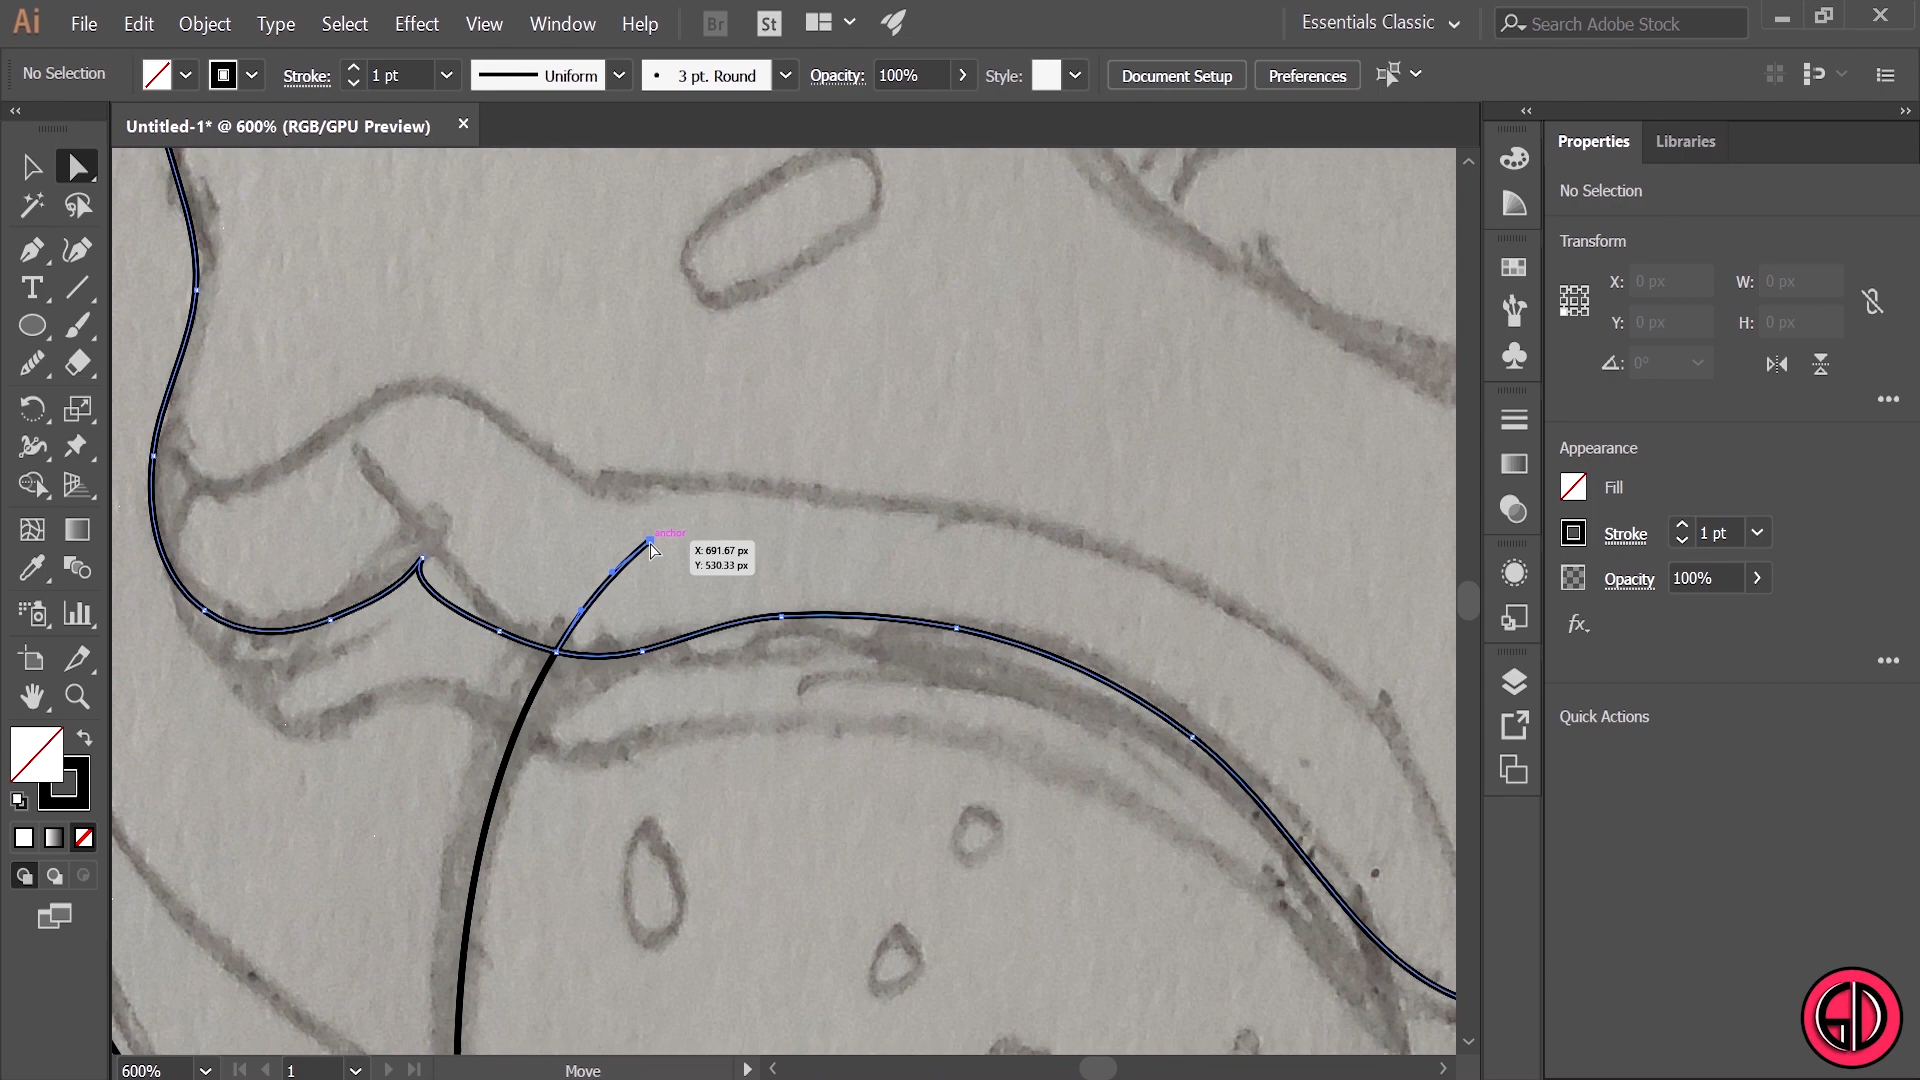 Ai File Edit Object Type Select Effect View Window Help Br St Essentials Classic Search Adobe Stock
No Selection Stroke: 1 pt Uniform 3 pt. Round Opacity: 100% Style: Document Setup Preferences
Untitled-1* @ 600% (RGB/GPU Preview)
Properties Libraries
No Selection
Transform
X: 0 px W: 0 px
Y: 0 px H: 0 px
0°
Appearance
Fill
Stroke 1 pt
Opacity 100%
fx
Quick Actions
anchor
X: 691.67 px
Y: 530.33 px
T
600% 1 Move
GD